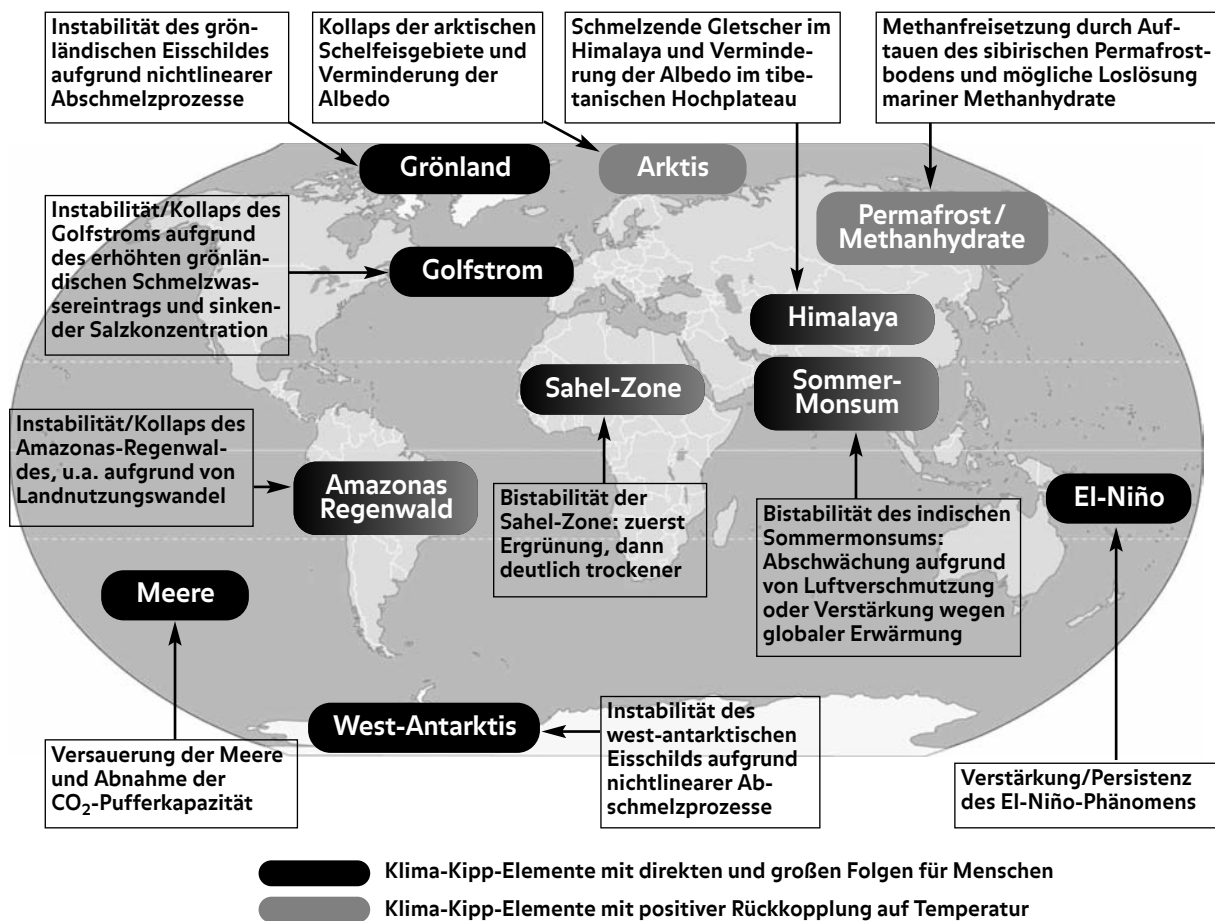 Instabilität des grön-
ländischen Eisschildes
aufgrund nichtlinearer
Abschmelzprozesse
Kollaps der arktischen
Schelfeisgebiete und
Verminderung der
Albedo
Schmelzende Gletscher im
Himalaya und Vermin­de-
rung der Albedo im tibe-
tanischen Hochplateau
Methanfreisetzung durch Auf-
tauen des sibirischen Permafrost-
bodens und mögliche Loslösung
mariner Methanhydrate
Grönland
Arktis
Permafrost/
Methanhydrate
Instabilität/Kollaps des
Golfstroms aufgrund
des erhöhten grönlän-
dischen Schmelzwas-
sereintrags und sinken-
der Salzkonzentration
Golfstrom
Himalaya
Sahel-Zone
Sommer-
Monsum
Instabilität/Kollaps des
Amazonas-Regenwal-
des, u.a. aufgrund von
Landnutzungswandel
Amazonas
Regenwald
Bistabilität der
Sahel-Zone: zuerst
Ergrünung, dann
deutlich trockener
Bistabilität des indischen
Sommermonsums:
Abschwächung aufgrund
von Luftverschmutzung
oder Verstärkung wegen
globaler Erwärmung
El-Niño
Meere
West-Antarktis
Versauerung der Meere
und Abnahme der
CO₂-Pufferkapazität
Instabilität des
west-antarktischen
Eisschilds aufgrund
nichtlinearer Ab-
schmelzprozesse
Verstärkung/Persistenz
des El-Niño-Phänomens
Klima-Kipp-Elemente mit direkten und großen Folgen für Menschen
Klima-Kipp-Elemente mit positiver Rückkopplung auf Temperatur